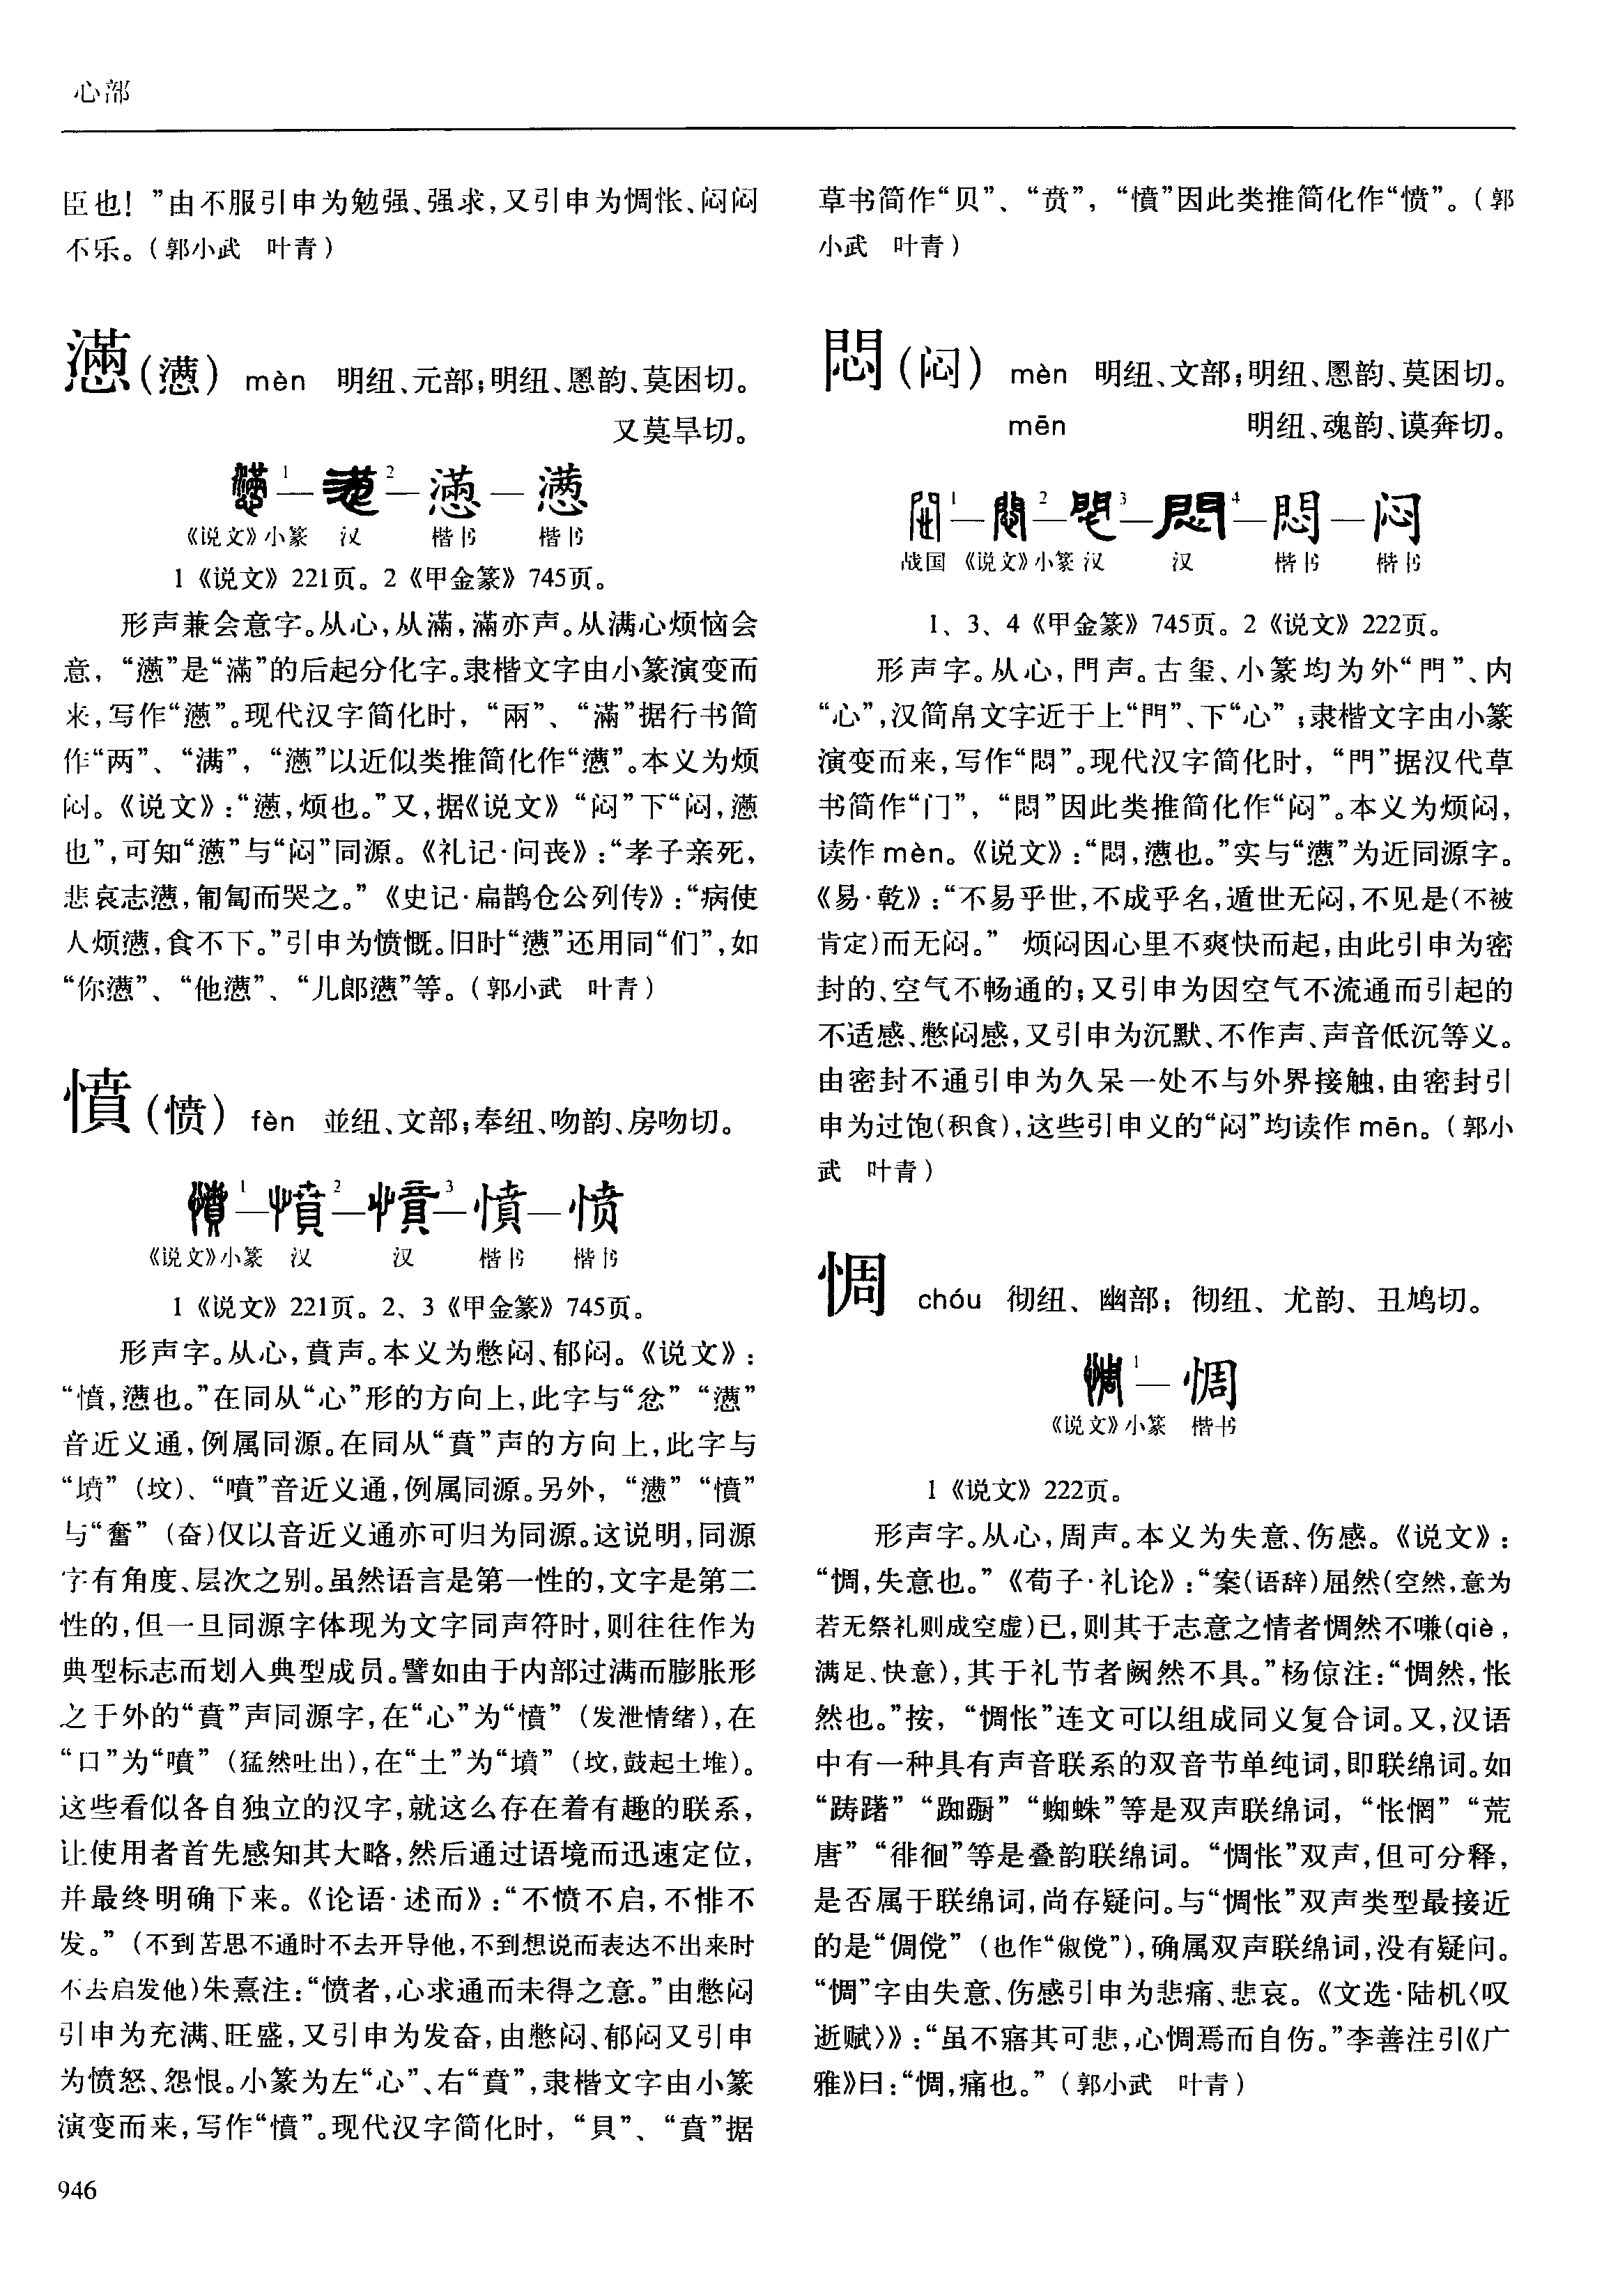 心部
臣也！”由不服引申为勉强、强求，又引申为惆怅、闷闷
不乐。（郭小武　叶青）
懣（懑） mèn　明纽、元部；明纽、慁韵、莫困切。
又莫旱切。
1—2—懣—懑
《说文》小篆　汉　楷书　楷书
1《说文》221页。2《甲金篆》745页。
形声兼会意字。从心，从滿，滿亦声。从满心烦恼会
意，“懣”是“滿”的后起分化字。隶楷文字由小篆演变而
来，写作“懣”。现代汉字简化时，“兩”、“滿”据行书简
作“两”、“满”，“懣”以近似类推简化作“懑”。本义为烦
闷。《说文》：“懑，烦也。”又，据《说文》“闷”下“闷，懑
也”，可知“懑”与“闷”同源。《礼记·问丧》：“孝子亲死，
悲哀志懑，匍匐而哭之。”《史记·扁鹊仓公列传》：“病使
人烦懑，食不下。”引申为愤慨。旧时“懑”还用同“们”，如
“你懑”、“他懑”、“儿郎懑”等。（郭小武　叶青）
憤（愤） fèn　並纽、文部；奉纽、吻韵、房吻切。
1—2—3—憤—愤
《说文》小篆　汉　汉　楷书　楷书
1《说文》221页。2、3《甲金篆》745页。
形声字。从心，賁声。本义为憋闷、郁闷。《说文》：
“憤，懑也。”在同从“心”形的方向上，此字与“忿”“懑”
音近义通，例属同源。在同从“賁”声的方向上，此字与
“墳”（坟）、“噴”音近义通，例属同源。另外，“懑”“憤”
与“奮”（奋）仅以音近义通亦可归为同源。这说明，同源
字有角度、层次之别。虽然语言是第一性的，文字是第二
性的，但一旦同源字体现为文字同声符时，则往往作为
典型标志而划入典型成员。譬如由于内部过满而膨胀形
之于外的“賁”声同源字，在“心”为“憤”（发泄情绪），在
“口”为“噴”（猛然吐出），在“土”为“墳”（坟，鼓起土堆）。
这些看似各自独立的汉字，就这么存在着有趣的联系，
让使用者首先感知其大略，然后通过语境而迅速定位，
并最终明确下来。《论语·述而》：“不愤不启，不悱不
发。”（不到苦思不通时不去开导他，不到想说而表达不出来时
不去启发他）朱熹注：“愤者，心求通而未得之意。”由憋闷
引申为充满、旺盛，又引申为发奋，由憋闷、郁闷又引申
为愤怒、怨恨。小篆为左“心”、右“賁”，隶楷文字由小篆
演变而来，写作“憤”。现代汉字简化时，“貝”、“賁”据
草书简作“贝”、“贲”，“憤”因此类推简化作“愤”。（郭
小武　叶青）
悶（闷） mèn　明纽、文部；明纽、慁韵、莫困切。
mēn　明纽、魂韵、谟奔切。
1—2—3—4—悶—闷
战国　《说文》小篆　汉　汉　楷书　楷书
1、3、4《甲金篆》745页。2《说文》222页。
形声字。从心，門声。古玺、小篆均为外“門”、内
“心”，汉简帛文字近于上“門”、下“心”；隶楷文字由小篆
演变而来，写作“悶”。现代汉字简化时，“門”据汉代草
书简作“门”，“悶”因此类推简化作“闷”。本义为烦闷，
读作mèn。《说文》：“悶，懑也。”实与“懑”为近同源字。
《易·乾》：“不易乎世，不成乎名，遁世无闷，不见是（不被
肯定）而无闷。”　烦闷因心里不爽快而起，由此引申为密
封的、空气不畅通的；又引申为因空气不流通而引起的
不适感、憋闷感，又引申为沉默、不作声、声音低沉等义。
由密封不通引申为久呆一处不与外界接触，由密封引
申为过饱（积食），这些引申义的“闷”均读作mēn。（郭小
武　叶青）
惆　chóu　彻纽、幽部；彻纽、尤韵、丑鸠切。
1—惆
《说文》小篆　楷书
1《说文》222页。
形声字。从心，周声。本义为失意、伤感。《说文》：
“惆，失意也。”《荀子·礼论》：“案（语辞）屈然（空然，意为
若无祭礼则成空虚）已，则其于志意之情者惆然不嗛（qiè，
满足、快意），其于礼节者阙然不具。”杨倞注：“惆然，怅
然也。”按，“惆怅”连文可以组成同义复合词。又，汉语
中有一种具有声音联系的双音节单纯词，即联绵词。如
“踌躇”“踟蹰”“蜘蛛”等是双声联绵词，“怅惘”“荒
唐”“徘徊”等是叠韵联绵词。“惆怅”双声，但可分释，
是否属于联绵词，尚存疑问。与“惆怅”双声类型最接近
的是“倜傥”（也作“俶傥”），确属双声联绵词，没有疑问。
“惆”字由失意、伤感引申为悲痛、悲哀。《文选·陆机〈叹
逝赋〉》：“虽不寤其可悲，心惆焉而自伤。”李善注引《广
雅》曰：“惆，痛也。”（郭小武　叶青）
946